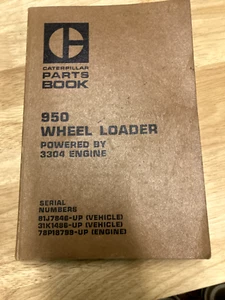 CATERPILLAR
PARTS
BOOK
950
WHEEL LOADER
POWERED BY
3304 ENGINE
SERIAL
NUMBERS
81J7846-UP (VEHICLE)
31K1486-UP (VEHICLE)
78P18799-UP (ENGINE)